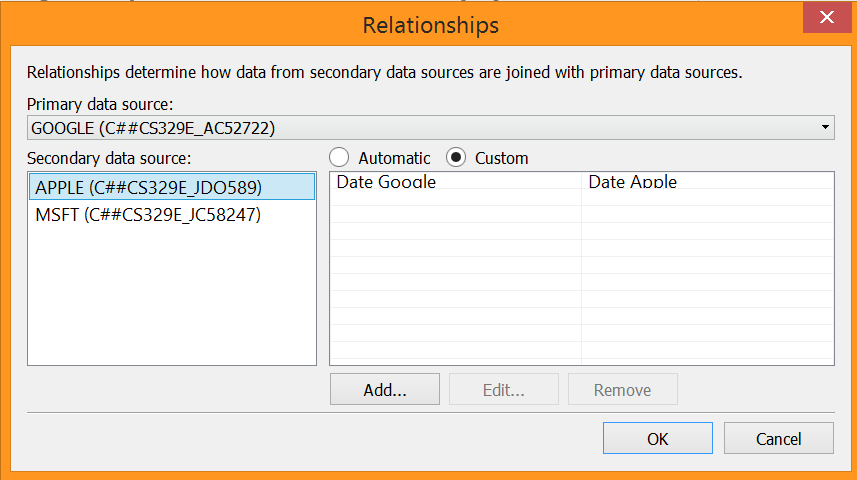 Relationships
Relationships determine how data from secondary data sources are joined with primary data sources.
Primary data source:
GOOGLE (C##CS329E_AC52722)
Secondary data source:
Automatic Custom
APPLE (C##CS329E_JDO589)
MSFT (C##CS329E_JC58247)
Date Google Date Apple
Add... Edit... Remove
OK Cancel